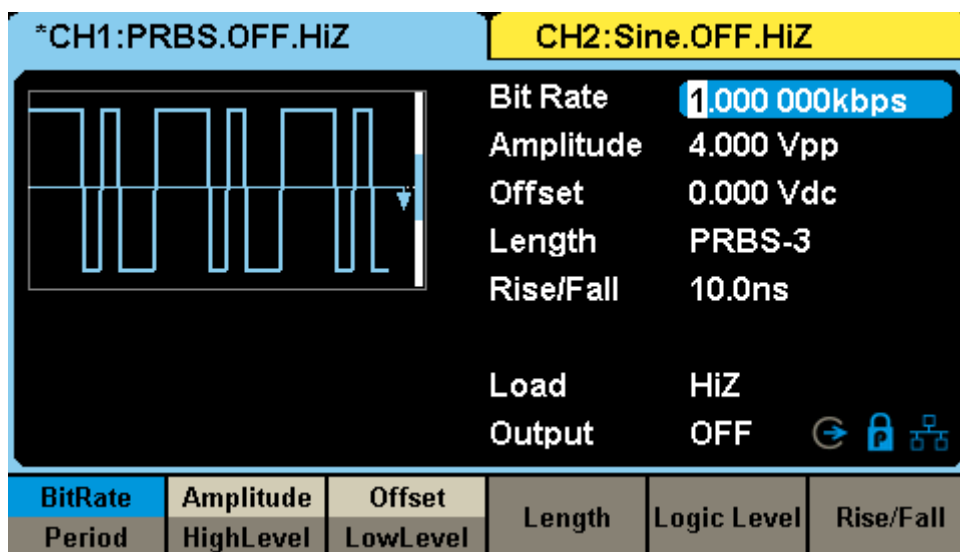 *CH1:PRBS.OFF.HiZ CH2:Sine.OFF.HiZ
Bit Rate 1.000 000kbps
Amplitude 4.000 Vpp
Offset 0.000 Vdc
Length PRBS-3
Rise/Fall 10.0ns
Load HiZ
Output OFF P
BitRate Amplitude Offset Length Logic Level Rise/Fall
Period HighLevel LowLevel